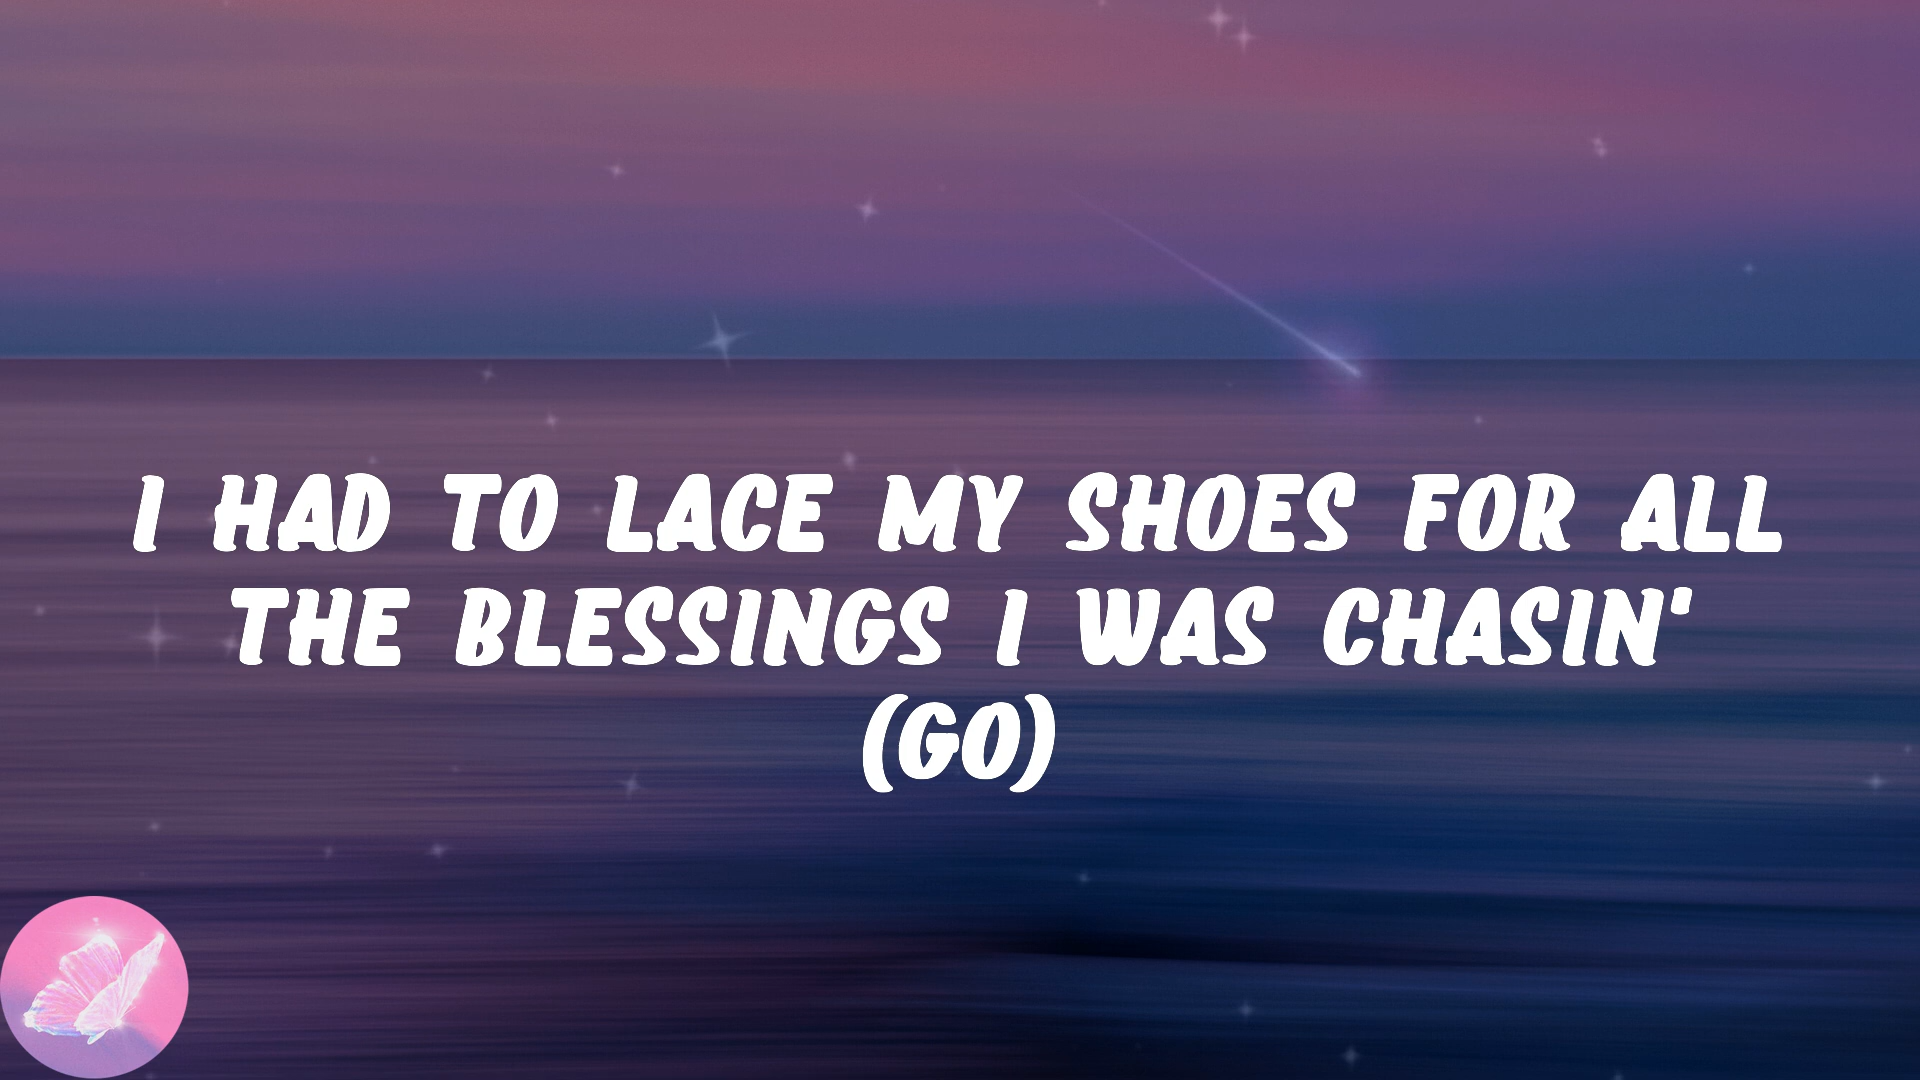 I HAD TO LACE MY SHOES FOR ALL
THE BLESSINGS I WAS CHASIN'
(GO)